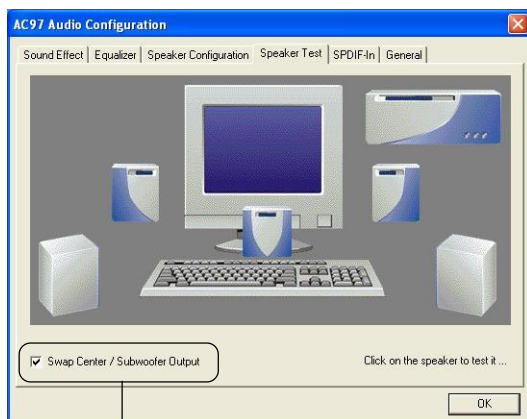 AC97 Audio Configuration
Sound Effect Equalizer Speaker Configuration Speaker Test SPDIF-In General
Swap Center / Subwoofer Output Click on the speaker to test it ...
OK